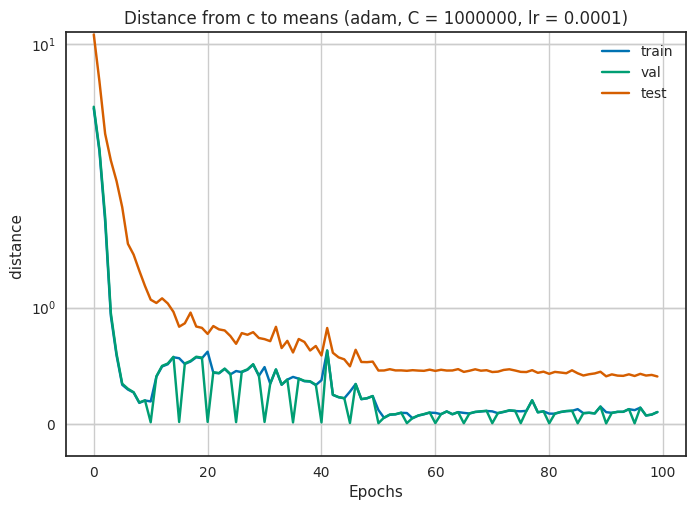 Distance from c to means (adam, C = 1000000, lr = 0.0001)
10¹
10⁰
0
distance
train
val
test
0
20
40
60
80
100
Epochs